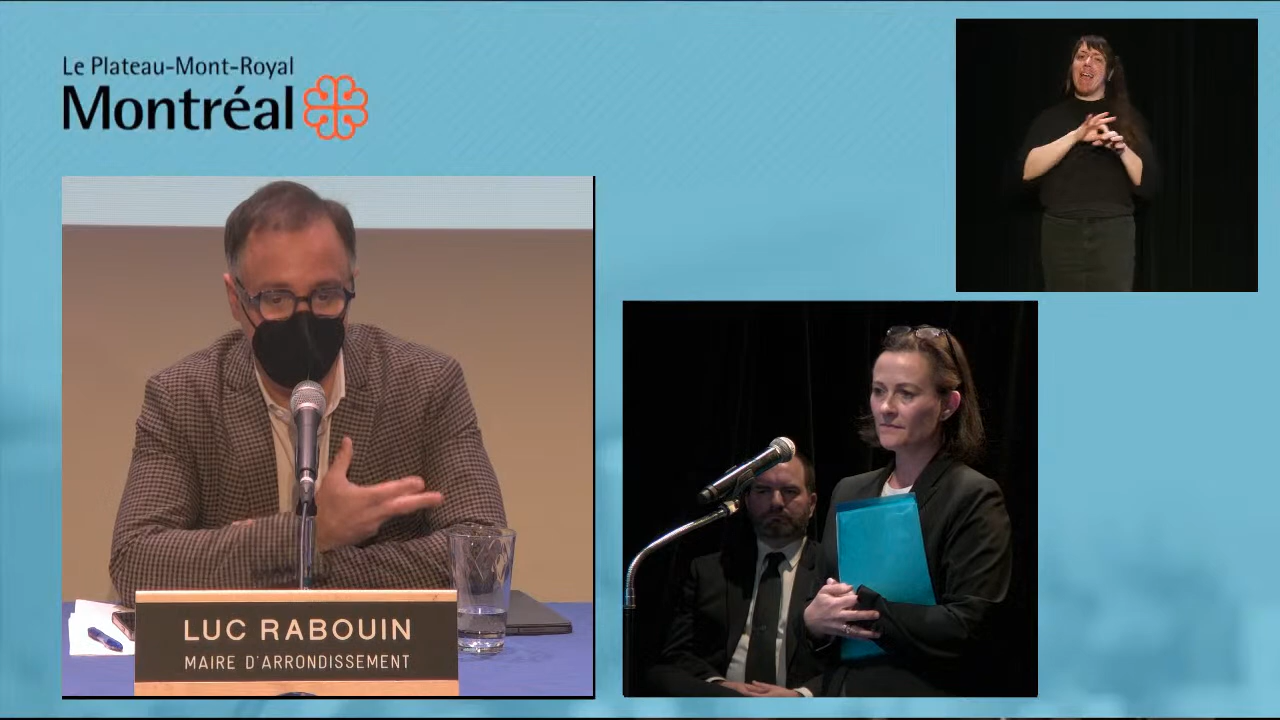 Le Plateau-Mont-Royal
Montréal
LUC RABOUIN
MAIRE D'ARRONDISSEMENT